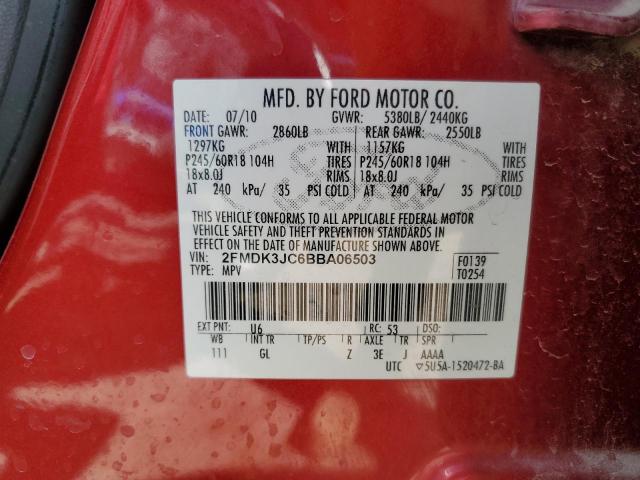 MFD. BY FORD MOTOR CO.
DATE: 07/10 GVWR: 5380LB/ 2440KG
FRONT GAWR: 2860LB REAR GAWR: 2550LB
1297KG WITH 1157KG WITH
P245/60R18 104H TIRES P245/60R18 104H TIRES
18x8.0J RIMS 18x8.0J RIMS
AT 240 kPa/ 35 PSI COLD AT 240 kPa/ 35 PSI COLD
THIS VEHICLE CONFORMS TO ALL APPLICABLE FEDERAL MOTOR
VEHICLE SAFETY AND THEFT PREVENTION STANDARDS IN
EFFECT ON THE DATE OF MANUFACTURE SHOWN ABOVE.
VIN: 2FMDK3JC6BBA06503 F0139
TYPE: MPV T0254
EXT PNT: U6 RC: 53 DSO:
WB INT TR TP/PS R AXLE TR SPR
111 GL Z 3E J AAAA
UTC ▽5U5A-1520472-BA